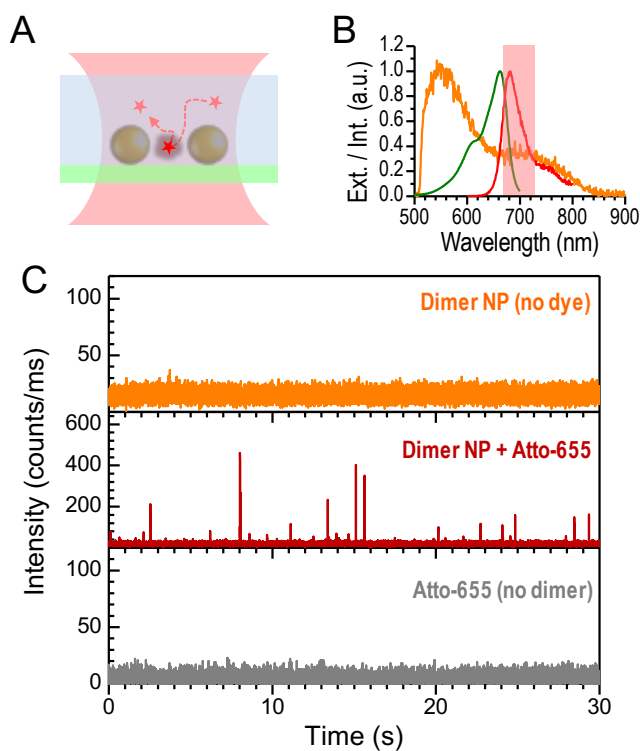 A
B
Ext. / Int. (a.u.)
1.2
1.0
0.8
0.6
0.4
0.2
0.0
500 600 700 800 900
Wavelength (nm)
C
Intensity (counts/ms)
100
50
Dimer NP (no dye)
600
400
200
Dimer NP + Atto-655
100
50
0
Atto-655 (no dimer)
0 10 20 30
Time (s)